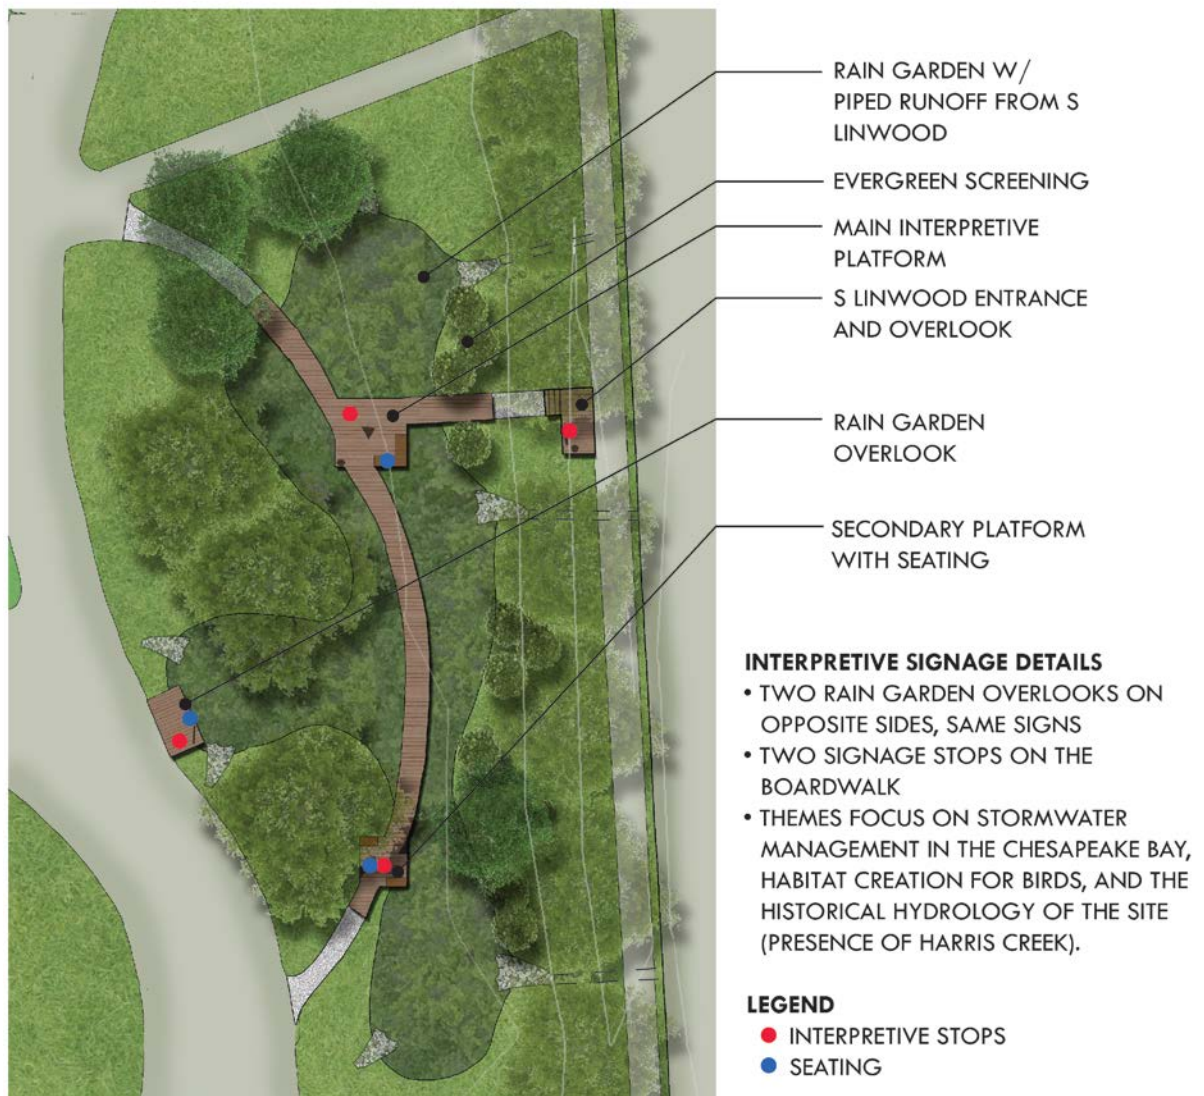 RAIN GARDEN W/
PIPED RUNOFF FROM S
LINWOOD
EVERGREEN SCREENING
MAIN INTERPRETIVE
PLATFORM
S LINWOOD ENTRANCE
AND OVERLOOK
RAIN GARDEN
OVERLOOK
SECONDARY PLATFORM
WITH SEATING
INTERPRETIVE SIGNAGE DETAILS
• TWO RAIN GARDEN OVERLOOKS ON
OPPOSITE SIDES, SAME SIGNS
• TWO SIGNAGE STOPS ON THE
BOARDWALK
• THEMES FOCUS ON STORMWATER
MANAGEMENT IN THE CHESAPEAKE BAY,
HABITAT CREATION FOR BIRDS, AND THE
HISTORICAL HYDROLOGY OF THE SITE
(PRESENCE OF HARRIS CREEK).
LEGEND
INTERPRETIVE STOPS
SEATING